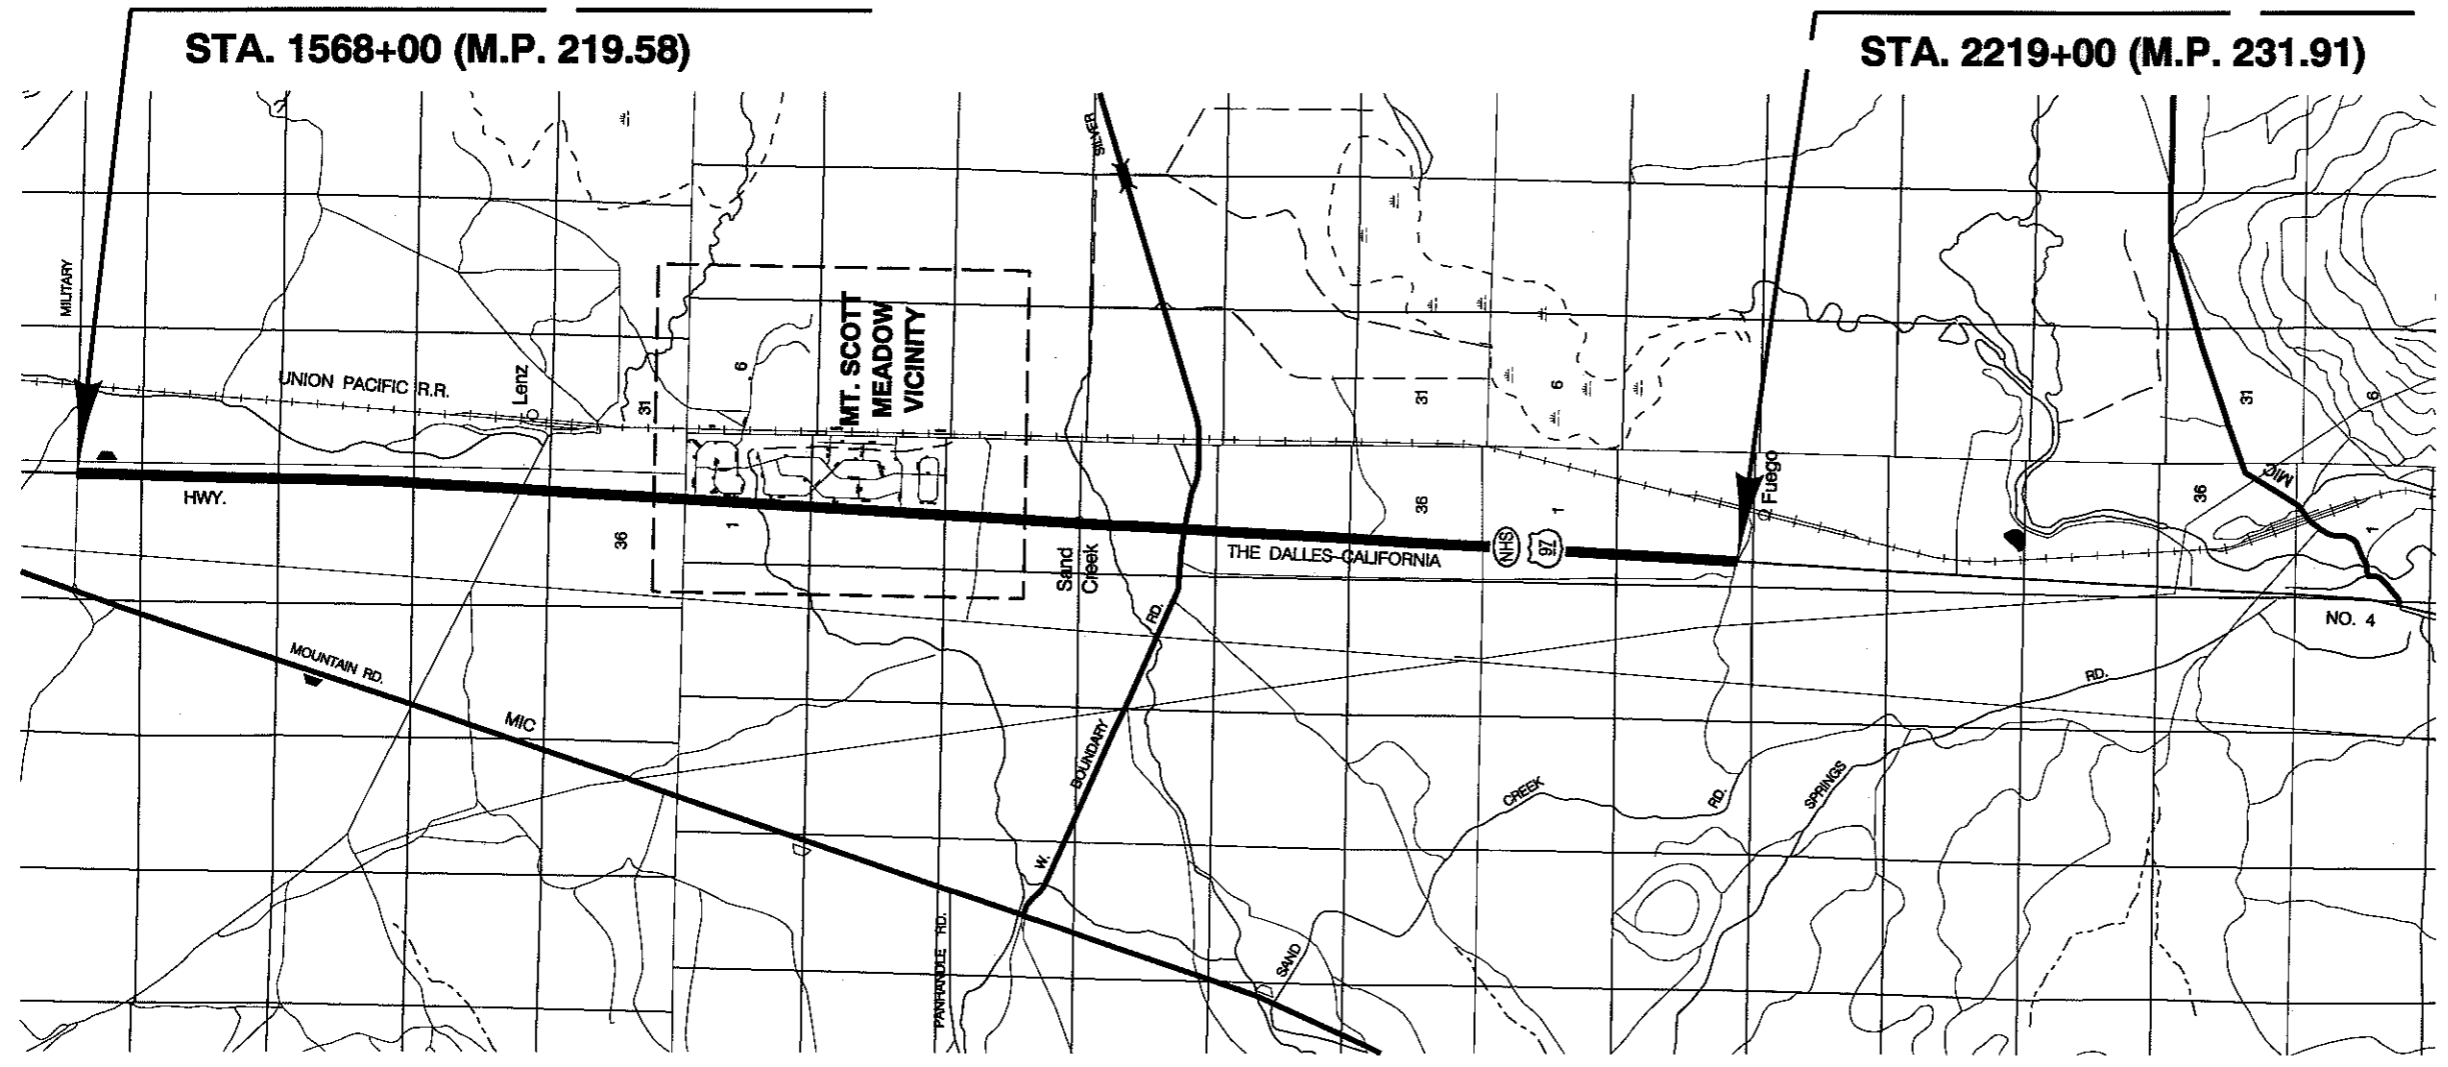 STA. 1568+00 (M.P. 219.58)
STA. 2219+00 (M.P. 231.91)
SILVER
MILITARY
UNION PACIFIC R.R.
Lenz
31
6
MT. SCOTT
MEADOW
VICINITY
31
6
31
6
HWY.
36
1
36
1
Fuego
36
MIC
1
Sand
Creek
THE DALLES-CALIFORNIA
NHS
97
NO. 4
RD.
MOUNTAIN RD.
MIC
BOUNDARY
W.
PANHANDLE RD.
SAND
CREEK
RD.
SPRINGS
RD.